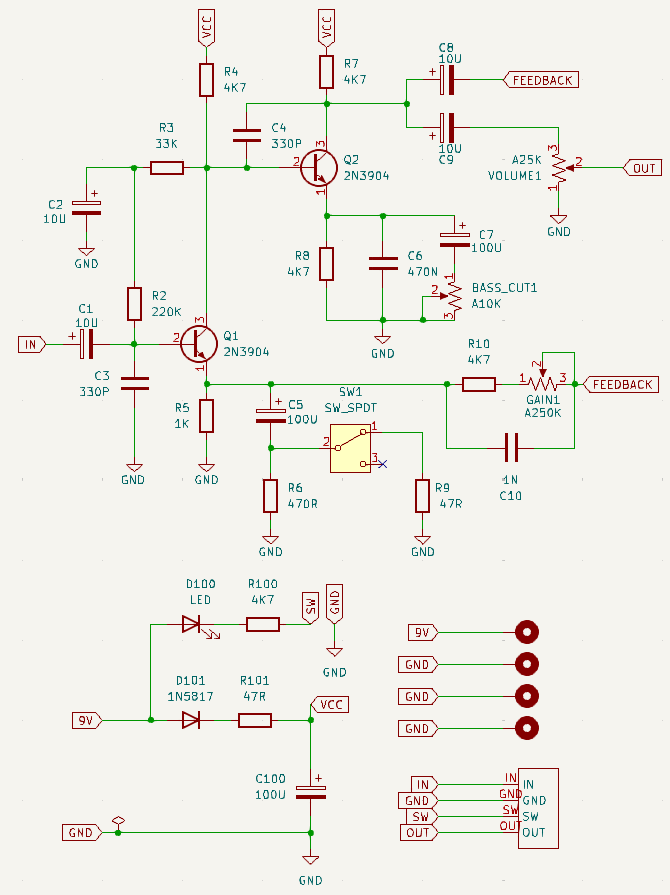 VCC
VCC
R4
4K7
R7
4K7
C8
10U
FEEDBACK
R3
33K
C4
330P
Q2
2N3904
3
2
1
10U
C9
A25K
VOLUME1
3
2
1
OUT
GND
C2
10U
GND
R8
4K7
C6
470N
C7
100U
BASS_CUT1
A10K
1
2
3
GND
R2
220K
C1
10U
IN
Q1
2N3904
3
2
1
C3
330P
GND
R5
1K
GND
C5
100U
SW1
SW_SPDT
2
1
3
R10
4K7
2
1
3
GAIN1
A250K
FEEDBACK
1N
C10
R6
470R
GND
R9
47R
GND
D100
LED
R100
4K7
SW
GND
GND
D101
1N5817
R101
47R
VCC
9V
C100
100U
GND
GND
9V
GND
GND
GND
IN
IN
IN
GND
GND
GND
SW
SW
SW
OUT
OUT
OUT